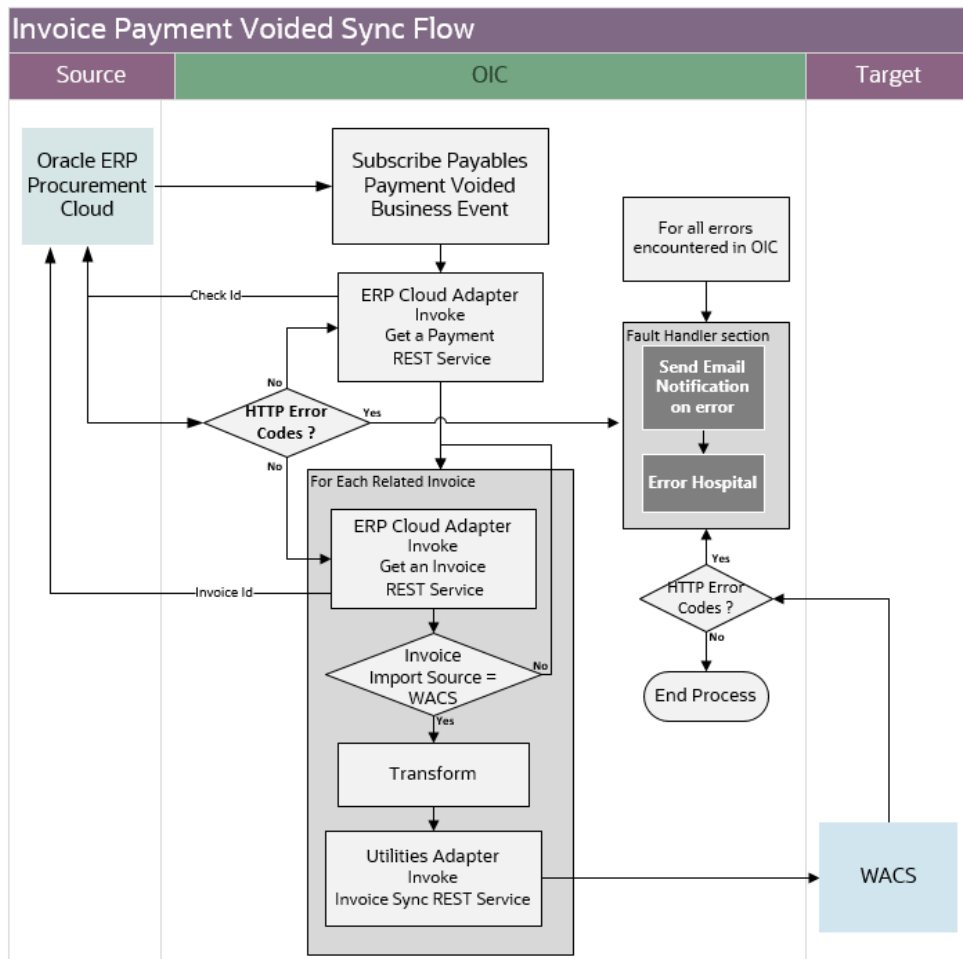 Invoice Payment Voided Sync Flow
Source
OIC
Target
Oracle ERP
Procurement
Cloud
Subscribe Payables
Payment Voided
Business Event
For all errors
encountered in OIC
Check Id
ERP Cloud Adapter
Invoke
Get a Payment
REST Service
Fault Handler section
Send Email
Notification
on error
Error Hospital
No
HTTP Error
Codes ?
Yes
No
For Each Related Invoice
ERP Cloud Adapter
Invoke
Get an Invoice
REST Service
Invoice Id
Yes
HTTP Error
Codes ?
No
End Process
Invoice
Import Source =
WACS
No
Yes
Transform
Utilities Adapter
Invoke
Invoice Sync REST Service
WACS